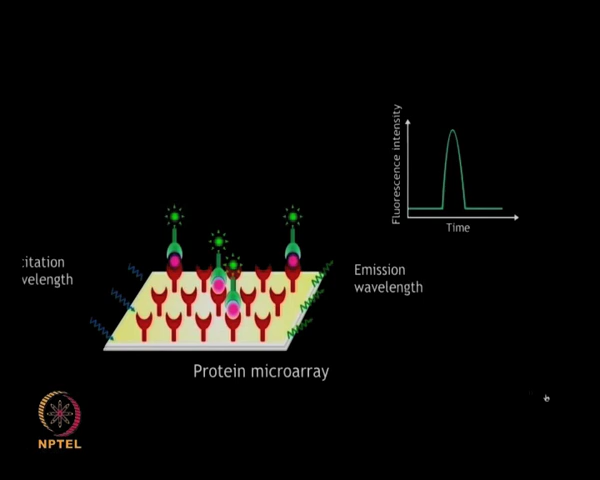 Fluorescence intensity
Time
citation
velength
Emission
wavelength
Protein microarray
NPTEL